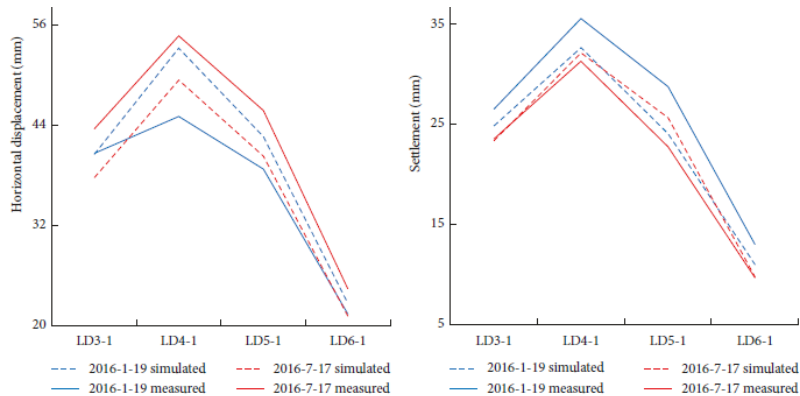 Horizontal displacement (mm)
56
44
32
20
LD3-1 LD4-1 LD5-1 LD6-1
2016-1-19 simulated 2016-7-17 simulated
2016-1-19 measured 2016-7-17 measured
Settlement (mm)
35
25
15
5
LD3-1 LD4-1 LD5-1 LD6-1
2016-1-19 simulated 2016-7-17 simulated
2016-1-19 measured 2016-7-17 measured